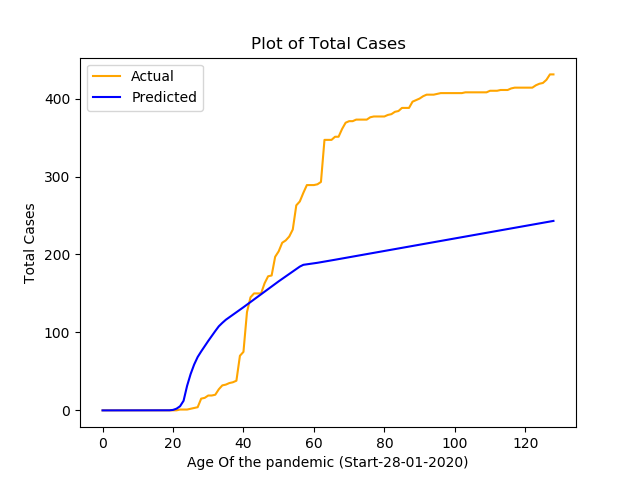 Plot of Total Cases
Actual
Predicted
400
300
200
100
0
Total Cases
0 20 40 60 80 100 120
Age Of the pandemic (Start-28-01-2020)